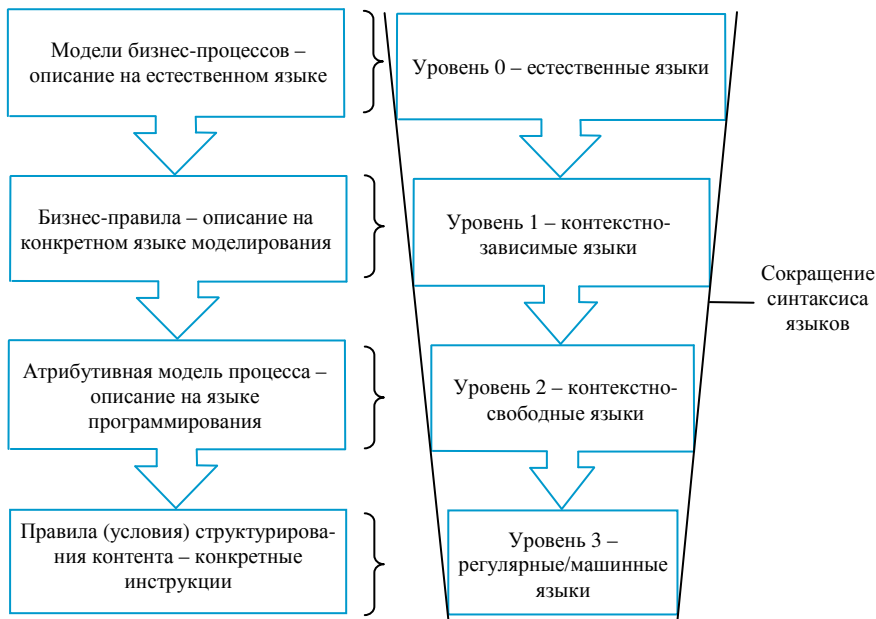 Модели бизнес-процессов –
описание на естественном языке
Уровень 0 – естественные языки
Бизнес-правила – описание на
конкретном языке моделирования
Уровень 1 – контекстно-
зависимые языки
Сокращение
синтаксиса
языков
Атрибутивная модель процесса –
описание на языке
программирования
Уровень 2 – контекстно-
свободные языки
Правила (условия) структурирова-
ния контента – конкретные
инструкции
Уровень 3 –
регулярные/машинные
языки